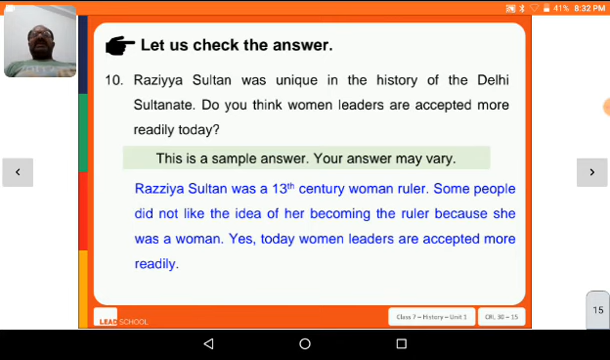 41% 8:32 PM
Let us check the answer.
10. Raziyya Sultan was unique in the history of the Delhi
Sultanate. Do you think women leaders are accepted more
readily today?
This is a sample answer. Your answer may vary.
Razziya Sultan was a 13th century woman ruler. Some people
did not like the idea of her becoming the ruler because she
was a woman. Yes, today women leaders are accepted more
readily.
15
LEAD SCHOOL
Class 7 – History – Unit 1
CRL 30 – 15